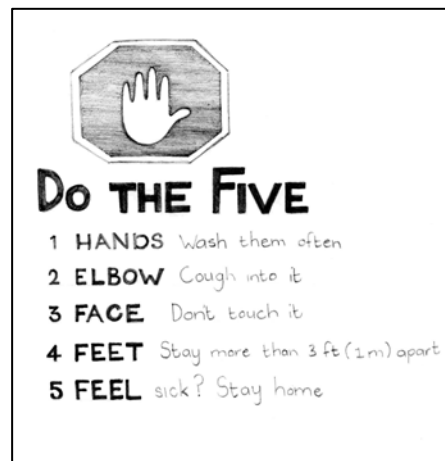 DO THE FIVE
1 HANDS Wash them often
2 ELBOW Cough into it
3 FACE Don't touch it
4 FEET Stay more than 3 ft (1m) apart
5 FEEL sick? Stay home